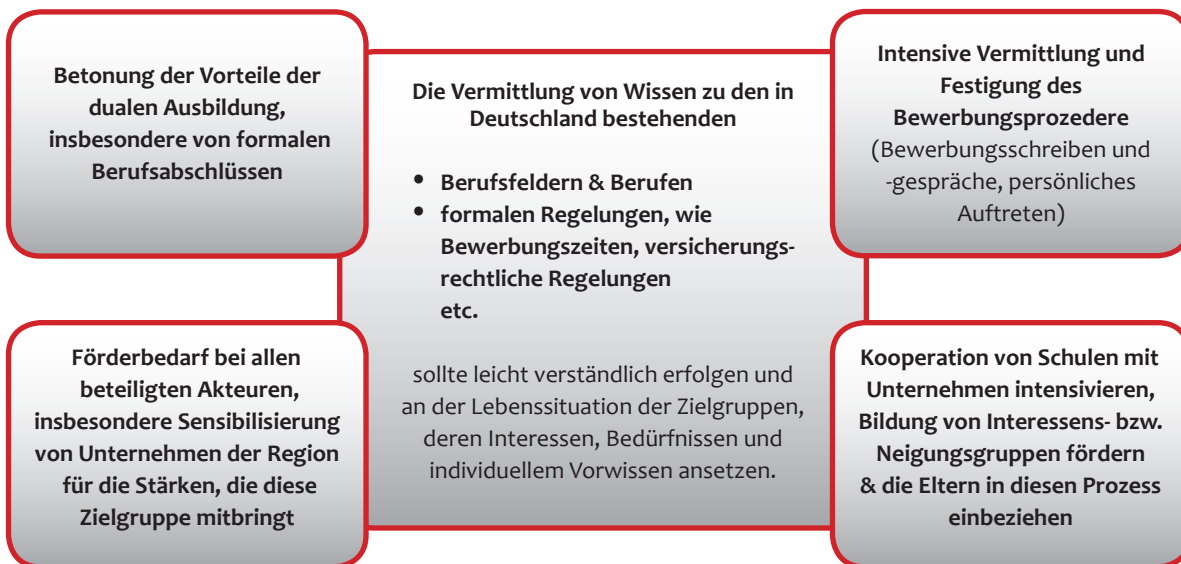 Betonung der Vorteile der
dualen Ausbildung,
insbesondere von formalen
Berufsabschlüssen
Die Vermittlung von Wissen zu den in
Deutschland bestehenden
• Berufsfeldern & Berufen
• formalen Regelungen, wie
Bewerbungszeiten, versicherungs-
rechtliche Regelungen
etc.
sollte leicht verständlich erfolgen und
an der Lebenssituation der Zielgruppen,
deren Interessen, Bedürfnissen und
individuellem Vorwissen ansetzen.
Intensive Vermittlung und
Festigung des
Bewerbungsprozedere
(Bewerbungsschreiben und
-gespräche, persönliches
Auftreten)
Förderbedarf bei allen
beteiligten Akteuren,
insbesondere Sensibilisierung
von Unternehmen der Region
für die Stärken, die diese
Zielgruppe mitbringt
Kooperation von Schulen mit
Unternehmen intensivieren,
Bildung von Interessens- bzw.
Neigungsgruppen fördern
& die Eltern in diesen Prozess
einbeziehen